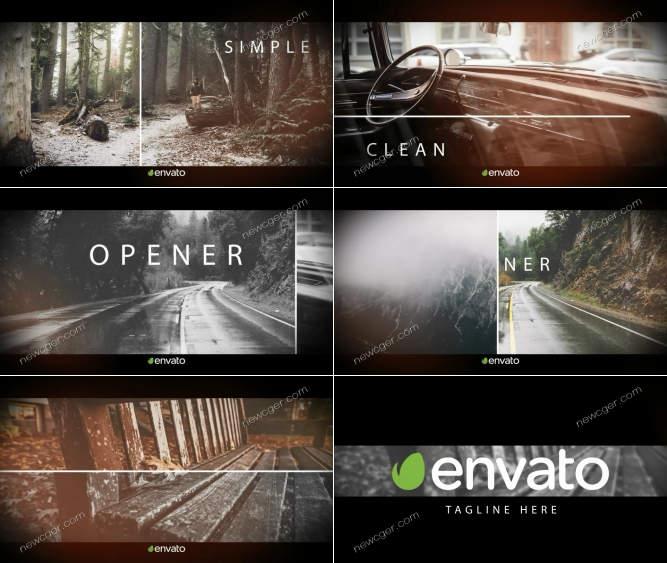 SIMPLE
newcger.com
newcger.com
envato
newcger.com
CLEAN
newcger.com
envato
newcger.com
OPENER
newcger.com
envato
newcger.com
NER
newcger.com
envato
newcger.com
newcger.com
envato
newcger.com
envato
TAGLINE HERE
newcger.com